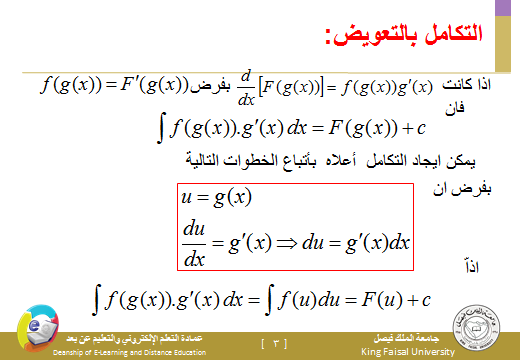 التكامل بالتعويض:
اذا كانت d/dx [F(g(x))] = f(g(x))g′(x) بفرض f(g(x)) = F′(g(x))
فان
∫ f(g(x)).g′(x) dx = F(g(x)) + c
يمكن ايجاد التكامل أعلاه بأتباع الخطوات التالية
بفرض ان
u = g(x)
du/dx = g′(x) ⇒ du = g′(x)dx
اذاً
∫ f(g(x)).g′(x) dx = ∫ f(u)du = F(u) + c
جامعة الملك فيصل
King Faisal University
[ ٣ ]
عمادة التعلم الإلكتروني والتعليم عن بعد
Deanship of E-Learning and Distance Education